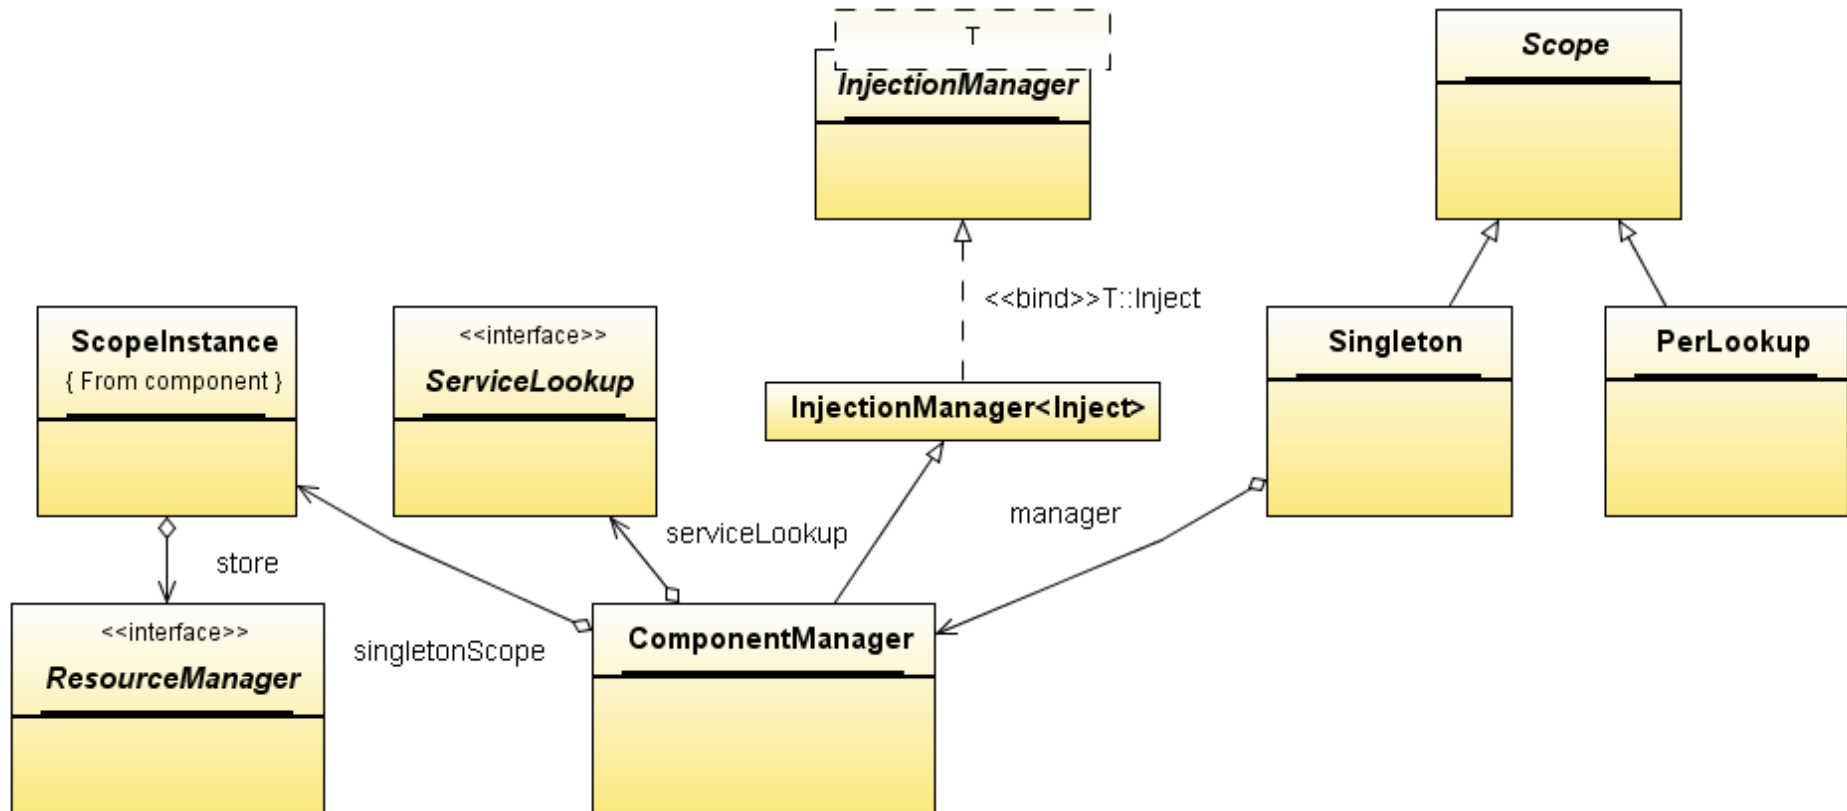 T
InjectionManager
Scope
<<bind>>T::Inject
ScopeInstance
{ From component }
<<interface>>
ServiceLookup
InjectionManager<Inject>
Singleton
PerLookup
manager
serviceLookup
store
singletonScope
<<interface>>
ResourceManager
ComponentManager